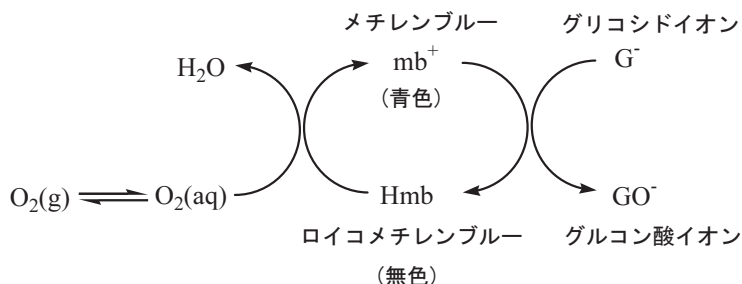 メチレンブルー グリコシドイオン
H₂O mb⁺ G⁻
（青色）
O₂(g) O₂(aq) Hmb GO⁻
ロイコメチレンブルー グルコン酸イオン
（無色）